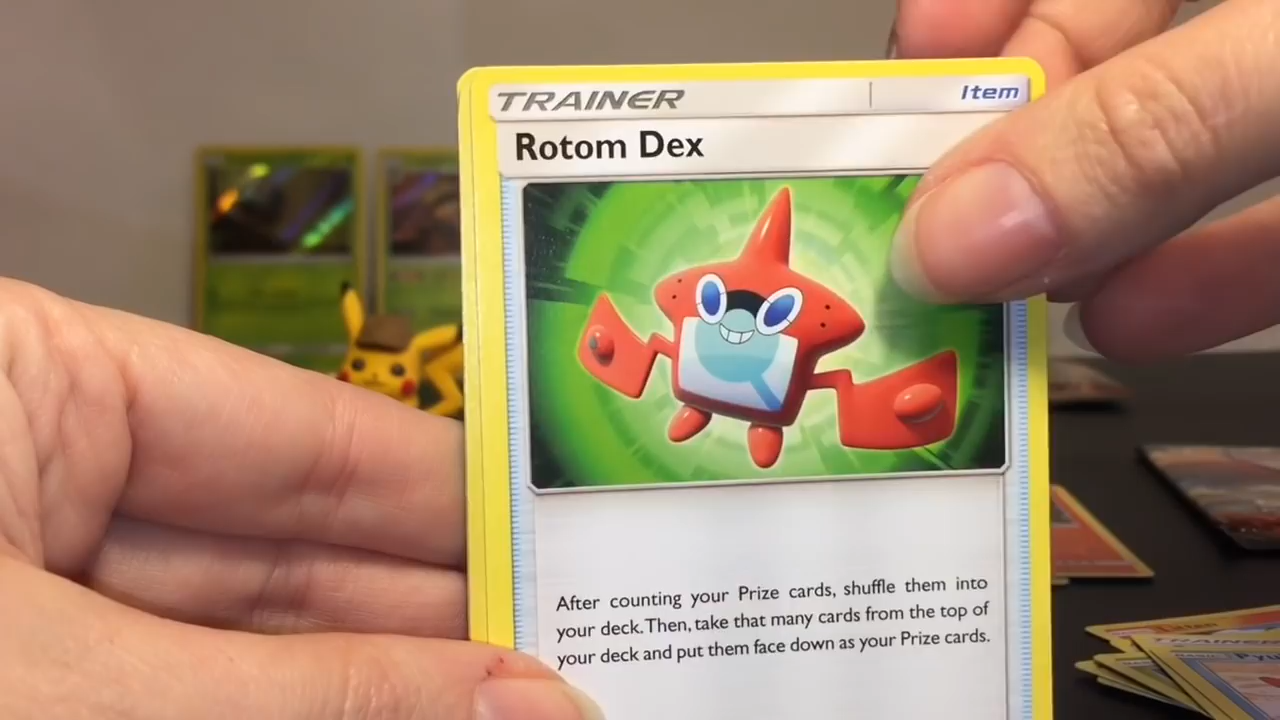 TRAINER
Item
Rotom Dex
After counting your Prize cards, shuffle them into
your deck. Then, take that many cards from the top of
your deck and put them face down as your Prize cards.